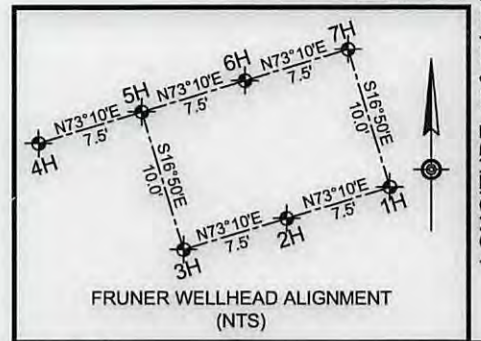 7H
N73°10'E
7.5'
6H
N73°10'E
7.5'
5H
N73°10'E
7.5'
4H
S16°50'E
10.0'
S16°50'E
10.0'
1H
N73°10'E
7.5'
2H
N73°10'E
7.5'
3H
FRUNER WELLHEAD ALIGNMENT
(NTS)